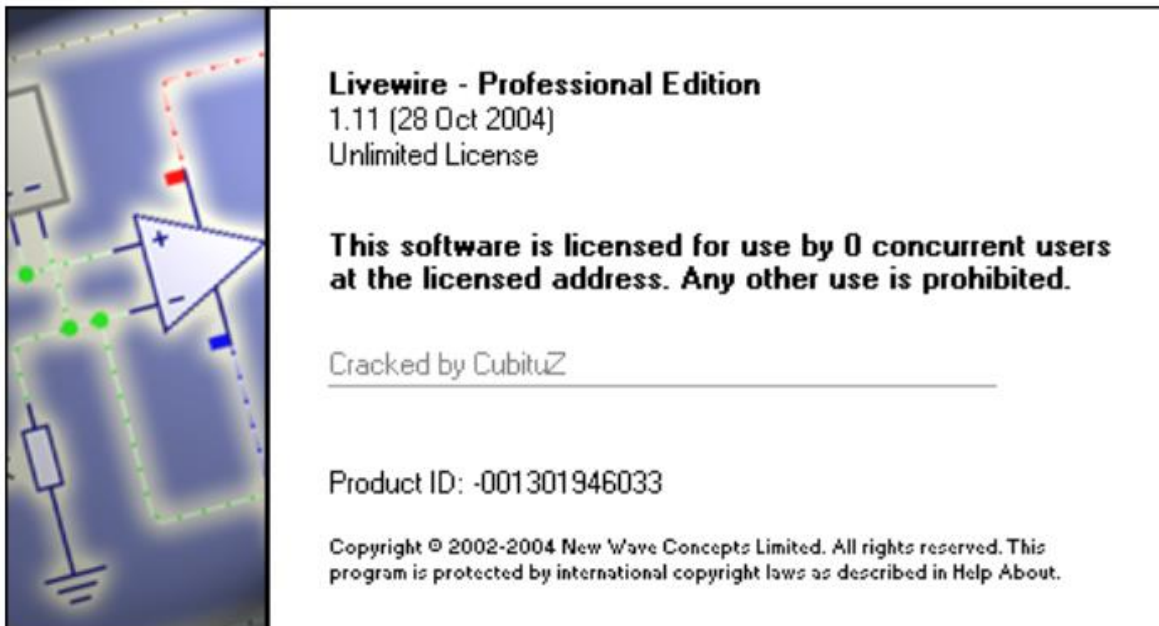 Livewire - Professional Edition
1.11 (28 Oct 2004)
Unlimited License
This software is licensed for use by 0 concurrent users
at the licensed address. Any other use is prohibited.
Cracked by CubituZ
Product ID: -001301946033
Copyright © 2002-2004 New Wave Concepts Limited. All rights reserved. This
program is protected by international copyright laws as described in Help About.